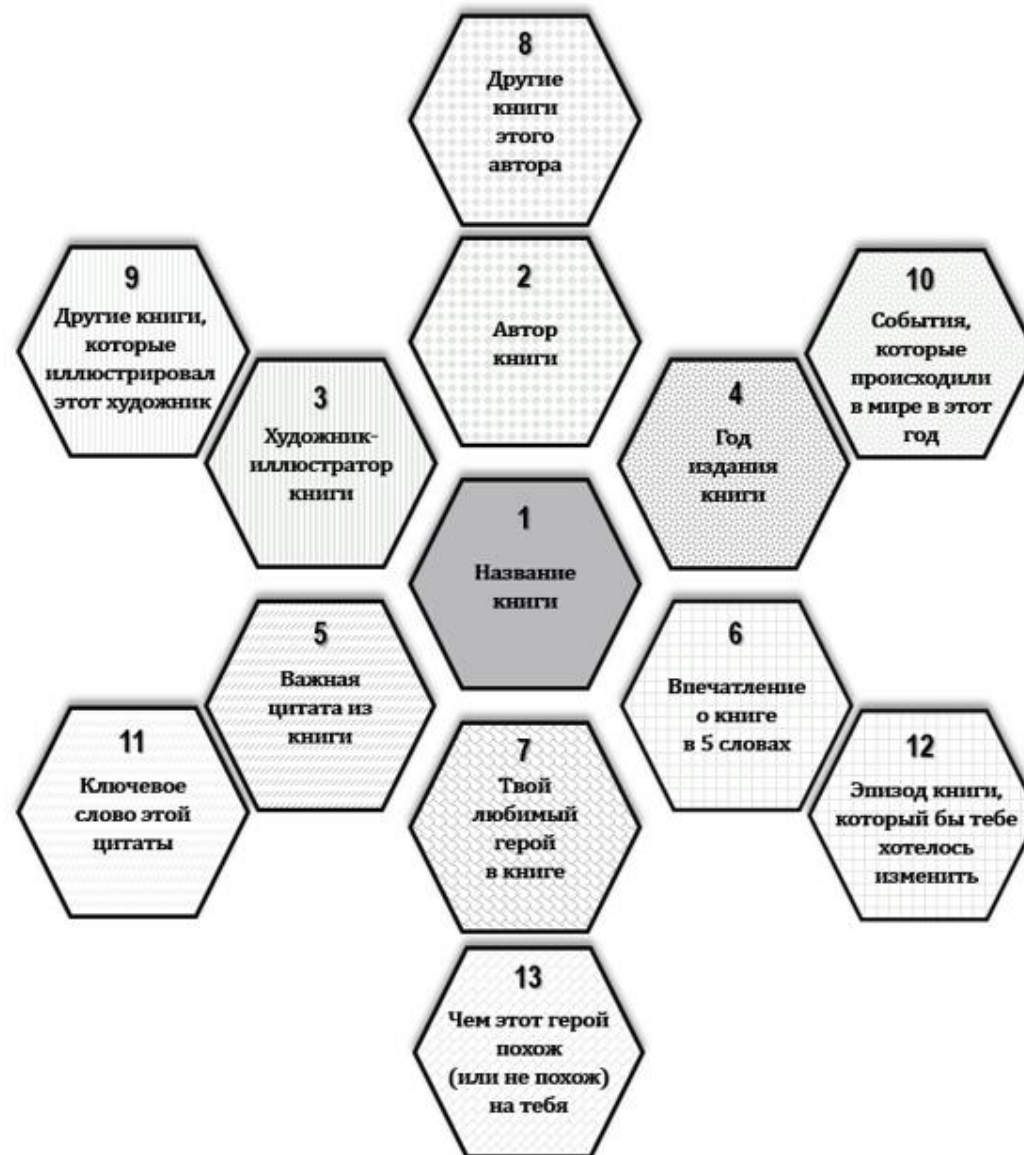 8
Другие
книги
этого
автора
9
Другие книги,
которые
иллюстрировал
этот художник
2
Автор
книги
10
События,
которые
происходили
в мире в этот
год
3
Художник-
иллюстратор
книги
4
Год
издания
книги
1
Название
книги
5
Важная
цитата из
книги
6
Впечатление
о книге
в 5 словах
11
Ключевое
слово этой
цитаты
7
Твой
любимый
герой
в книге
12
Эпизод книги,
который бы тебе
хотелось
изменить
13
Чем этот герой
похож
(или не похож)
на тебя